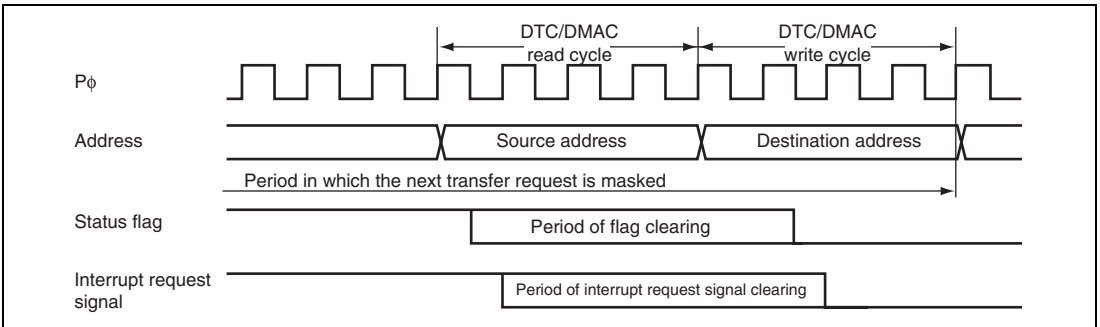 DTC/DMAC
read cycle
DTC/DMAC
write cycle
Pϕ
Address
Source address
Destination address
Period in which the next transfer request is masked
Status flag
Period of flag clearing
Interrupt request
signal
Period of interrupt request signal clearing